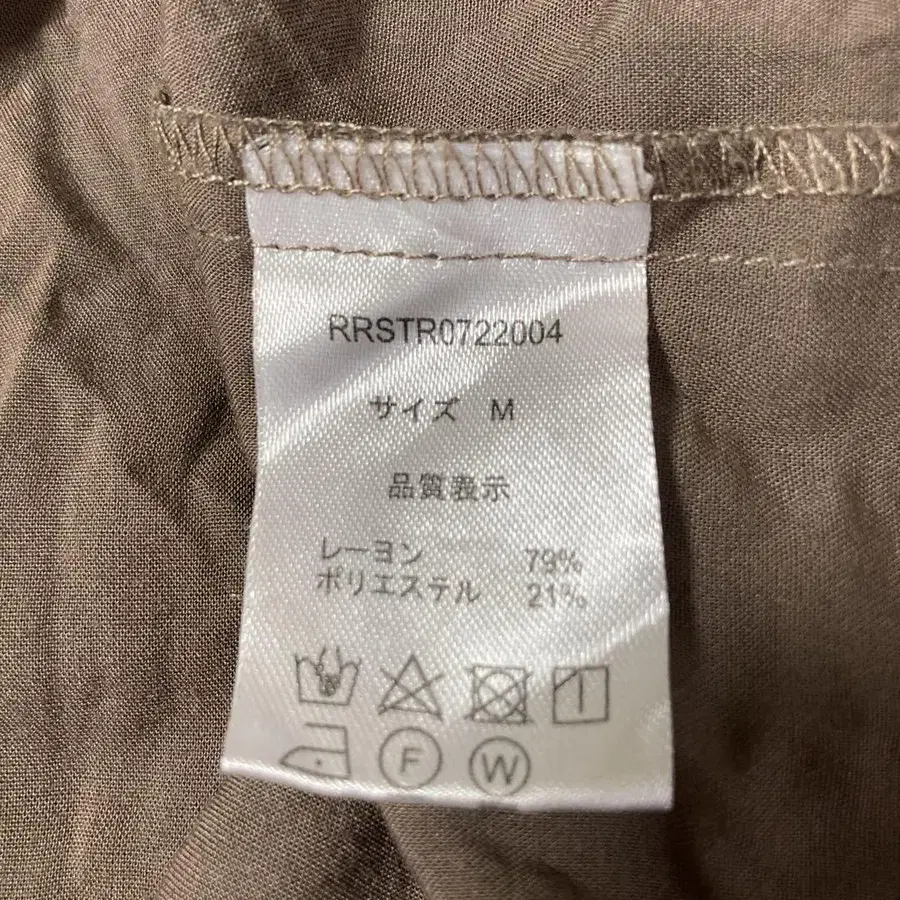 RRSTR0722004
サイズ M
品質表示
レーヨン 79%
ポリエステル 21%
F W